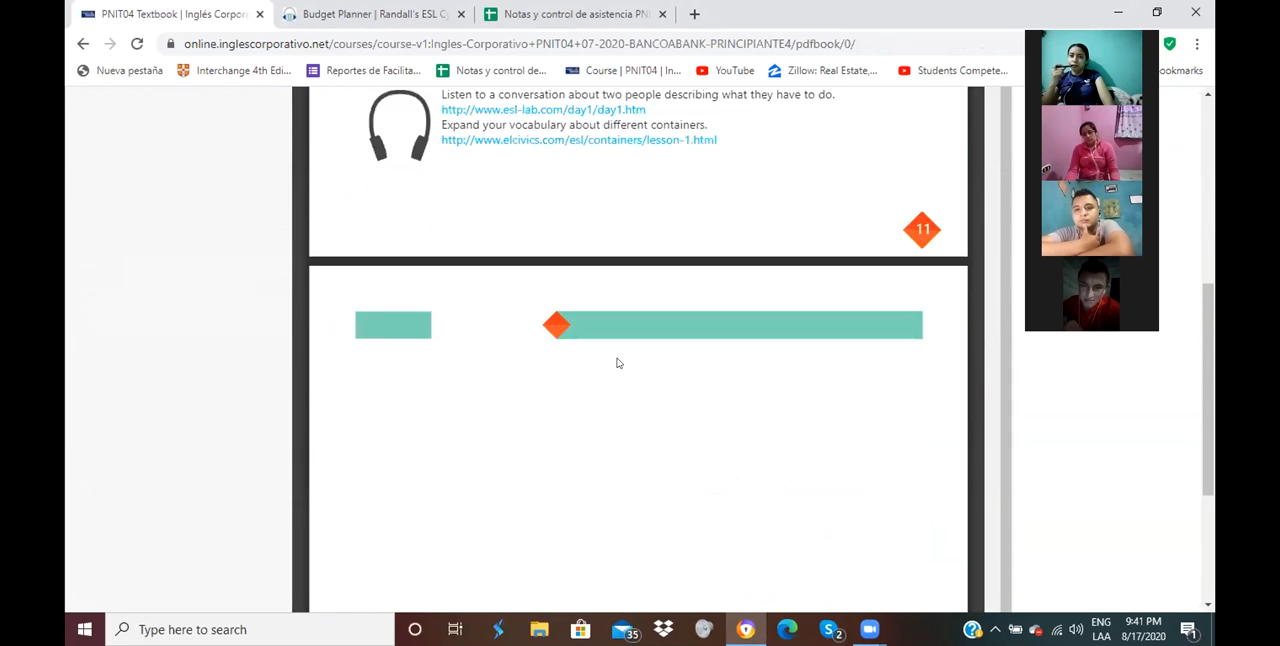 PNIT04 Textbook | Inglés Corpor
Budget Planner | Randall's ESL C
Notas y control de asistencia PN
online.inglescorporativo.net/courses/course-v1:Ingles-Corporativo+PNIT04+07-2020-BANCOABANK-PRINCIPIANTE4/pdfbook/0/
Nueva pestaña
Interchange 4th Edi...
Reportes de Facilita...
Notas y control de...
Course | PNIT04 | In...
YouTube
Zillow: Real Estate,...
Students Compete...
Bookmarks
Listen to a conversation about two people describing what they have to do.
http://www.esl-lab.com/day1/day1.htm
Expand your vocabulary about different containers.
http://www.elcivics.com/esl/containers/lesson-1.html
11
Type here to search
35
2
ENG
LAA
9:41 PM
8/17/2020
1